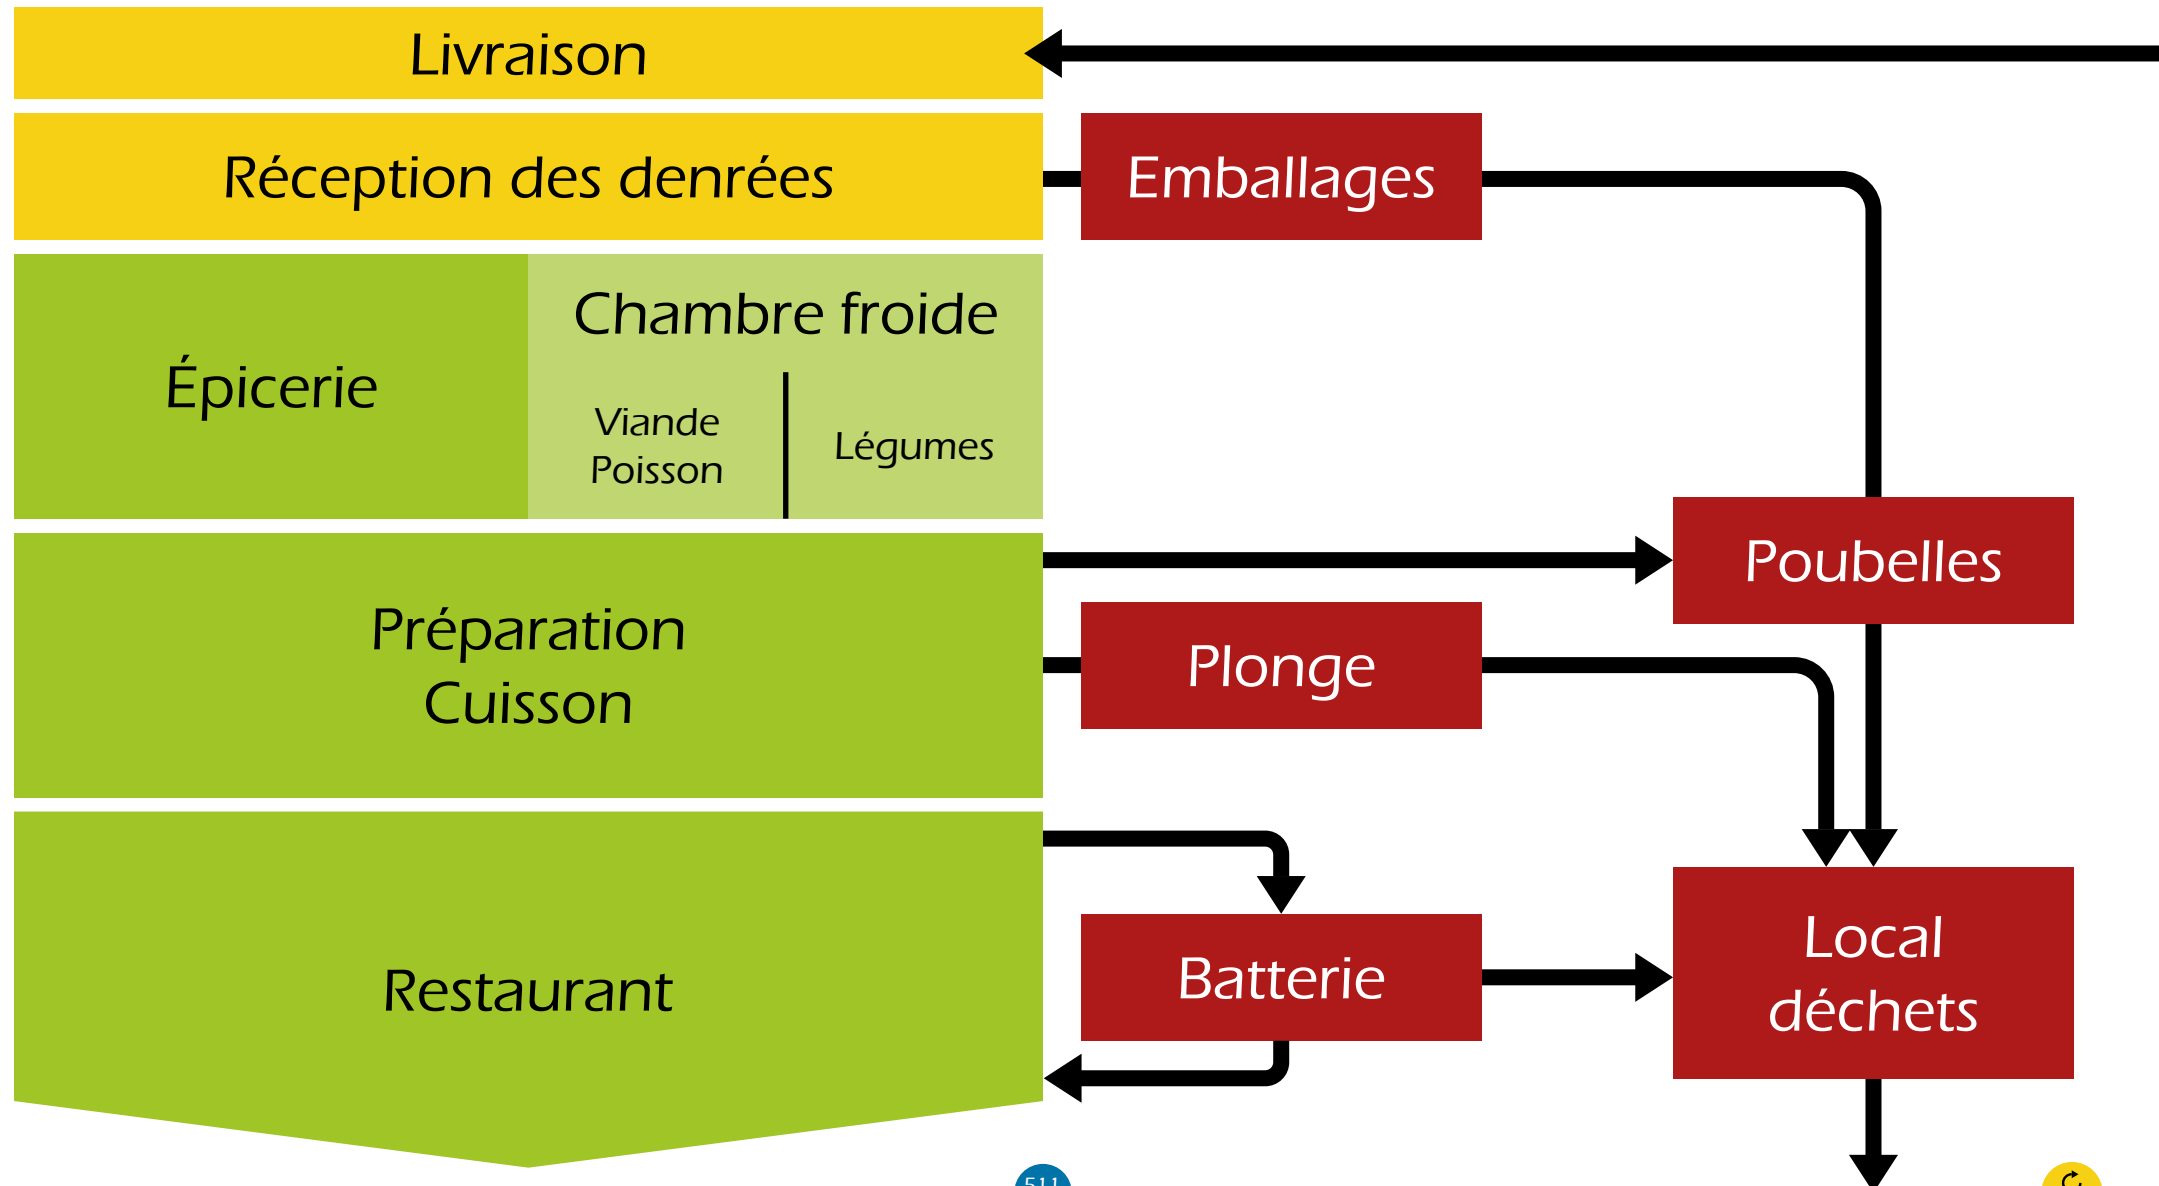 Livraison
Réception des denrées
Emballages
Épicerie
Chambre froide
Viande
Poisson
Légumes
Poubelles
Préparation
Cuisson
Plonge
Restaurant
Batterie
Local
déchets
511